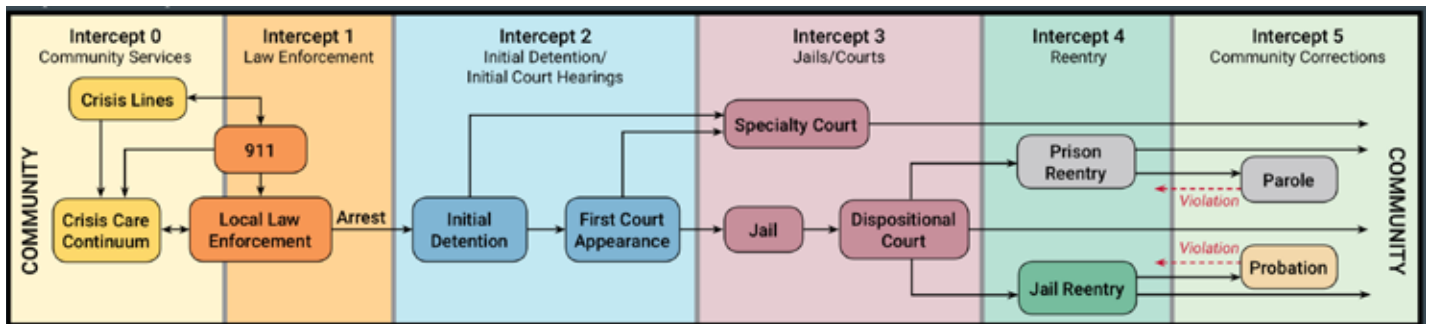 Intercept 0
Community Services
Intercept 1
Law Enforcement
Intercept 2
Initial Detention/
Initial Court Hearings
Intercept 3
Jails/Courts
Intercept 4
Reentry
Intercept 5
Community Corrections
COMMUNITY
Crisis Lines
911
Crisis Care
Continuum
Local Law
Enforcement
Arrest
Initial
Detention
First Court
Appearance
Specialty Court
Jail
Dispositional
Court
Prison
Reentry
Jail Reentry
Parole
Violation
Violation
Probation
COMMUNITY